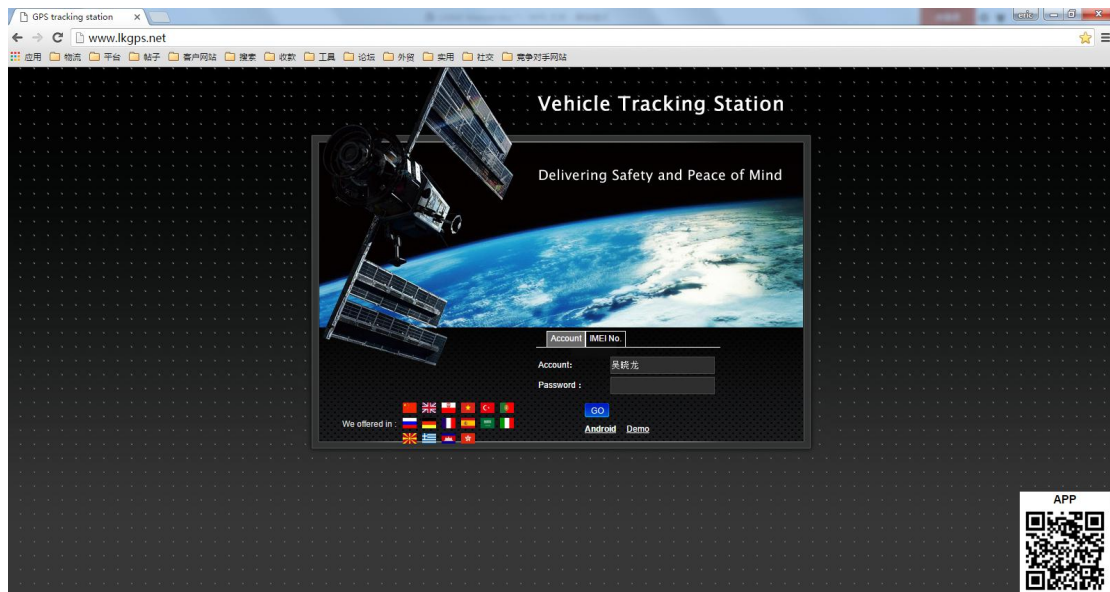 GPS tracking station
eric
www.lkgps.net
应用 物流 平台 帖子 客户网站 搜索 收款 工具 论坛 外贸 实用 社交 竞争对手网站
Vehicle Tracking Station
Delivering Safety and Peace of Mind
Account IMEI No.
Account: 吴晓龙
Password :
GO
We offered in :
Android Demo
APP